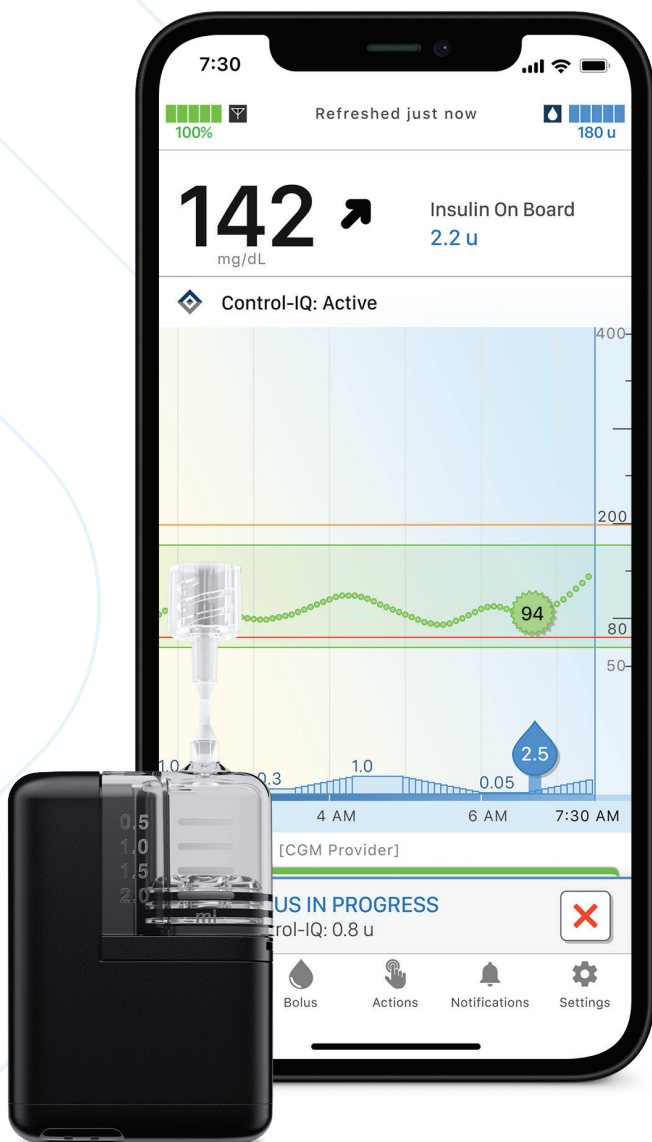 7:30
100%
Refreshed just now
180 u
142
mg/dL
Insulin On Board
2.2 u
Control-IQ: Active
400
200
94
80
50
2.5
1.0
0.3
1.0
0.05
4 AM
6 AM
7:30 AM
[CGM Provider]
US IN PROGRESS
rol-IQ: 0.8 u
0.5
1.0
1.5
2.0
ml
Bolus
Actions
Notifications
Settings